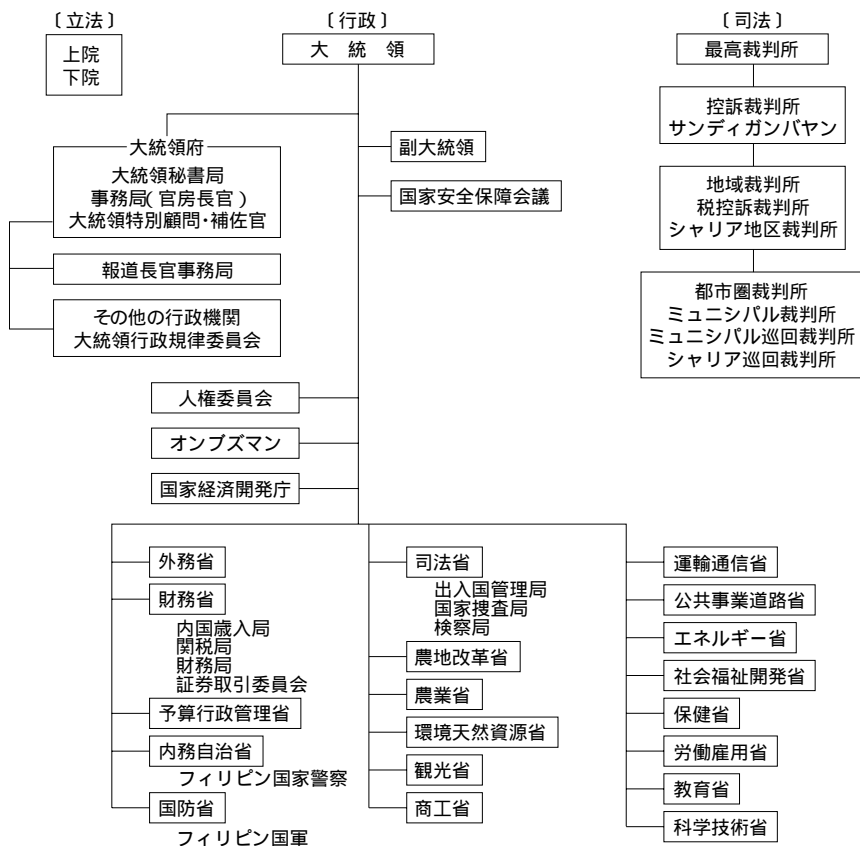 〔立法〕
上院
下院
〔行政〕
大統領
大統領府
大統領秘書局
事務局(官房長官)
大統領特別顧問・補佐官
報道長官事務局
その他の行政機関
大統領行政規律委員会
副大統領
国家安全保障会議
人権委員会
オンブズマン
国家経済開発庁
外務省
財務省
内国歳入局
関税局
財務局
証券取引委員会
予算行政管理省
内務自治省
フィリピン国家警察
国防省
フィリピン国軍
司法省
出入国管理局
国家捜査局
検察局
農地改革省
農業省
環境天然資源省
観光省
商工省
運輸通信省
公共事業道路省
エネルギー省
社会福祉開発省
保健省
労働雇用省
教育省
科学技術省
〔司法〕
最高裁判所
控訴裁判所
サンディガンバヤン
地域裁判所
税控訴裁判所
シャリア地区裁判所
都市圏裁判所
ミュニシパル裁判所
ミュニシパル巡回裁判所
シャリア巡回裁判所